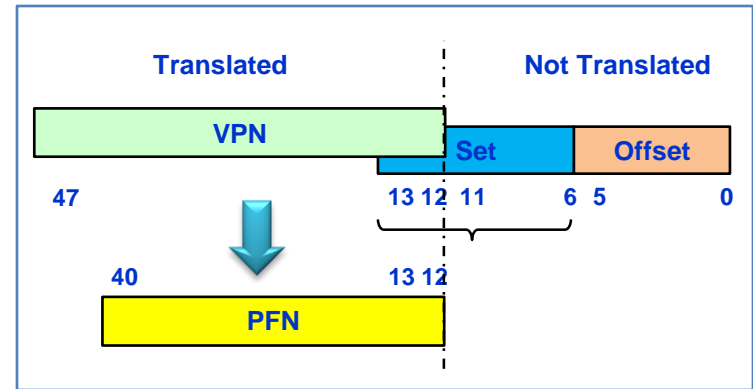 Translated Not Translated
VPN
Set Offset
47 13 12 11 6 5 0
40 13 12
PFN